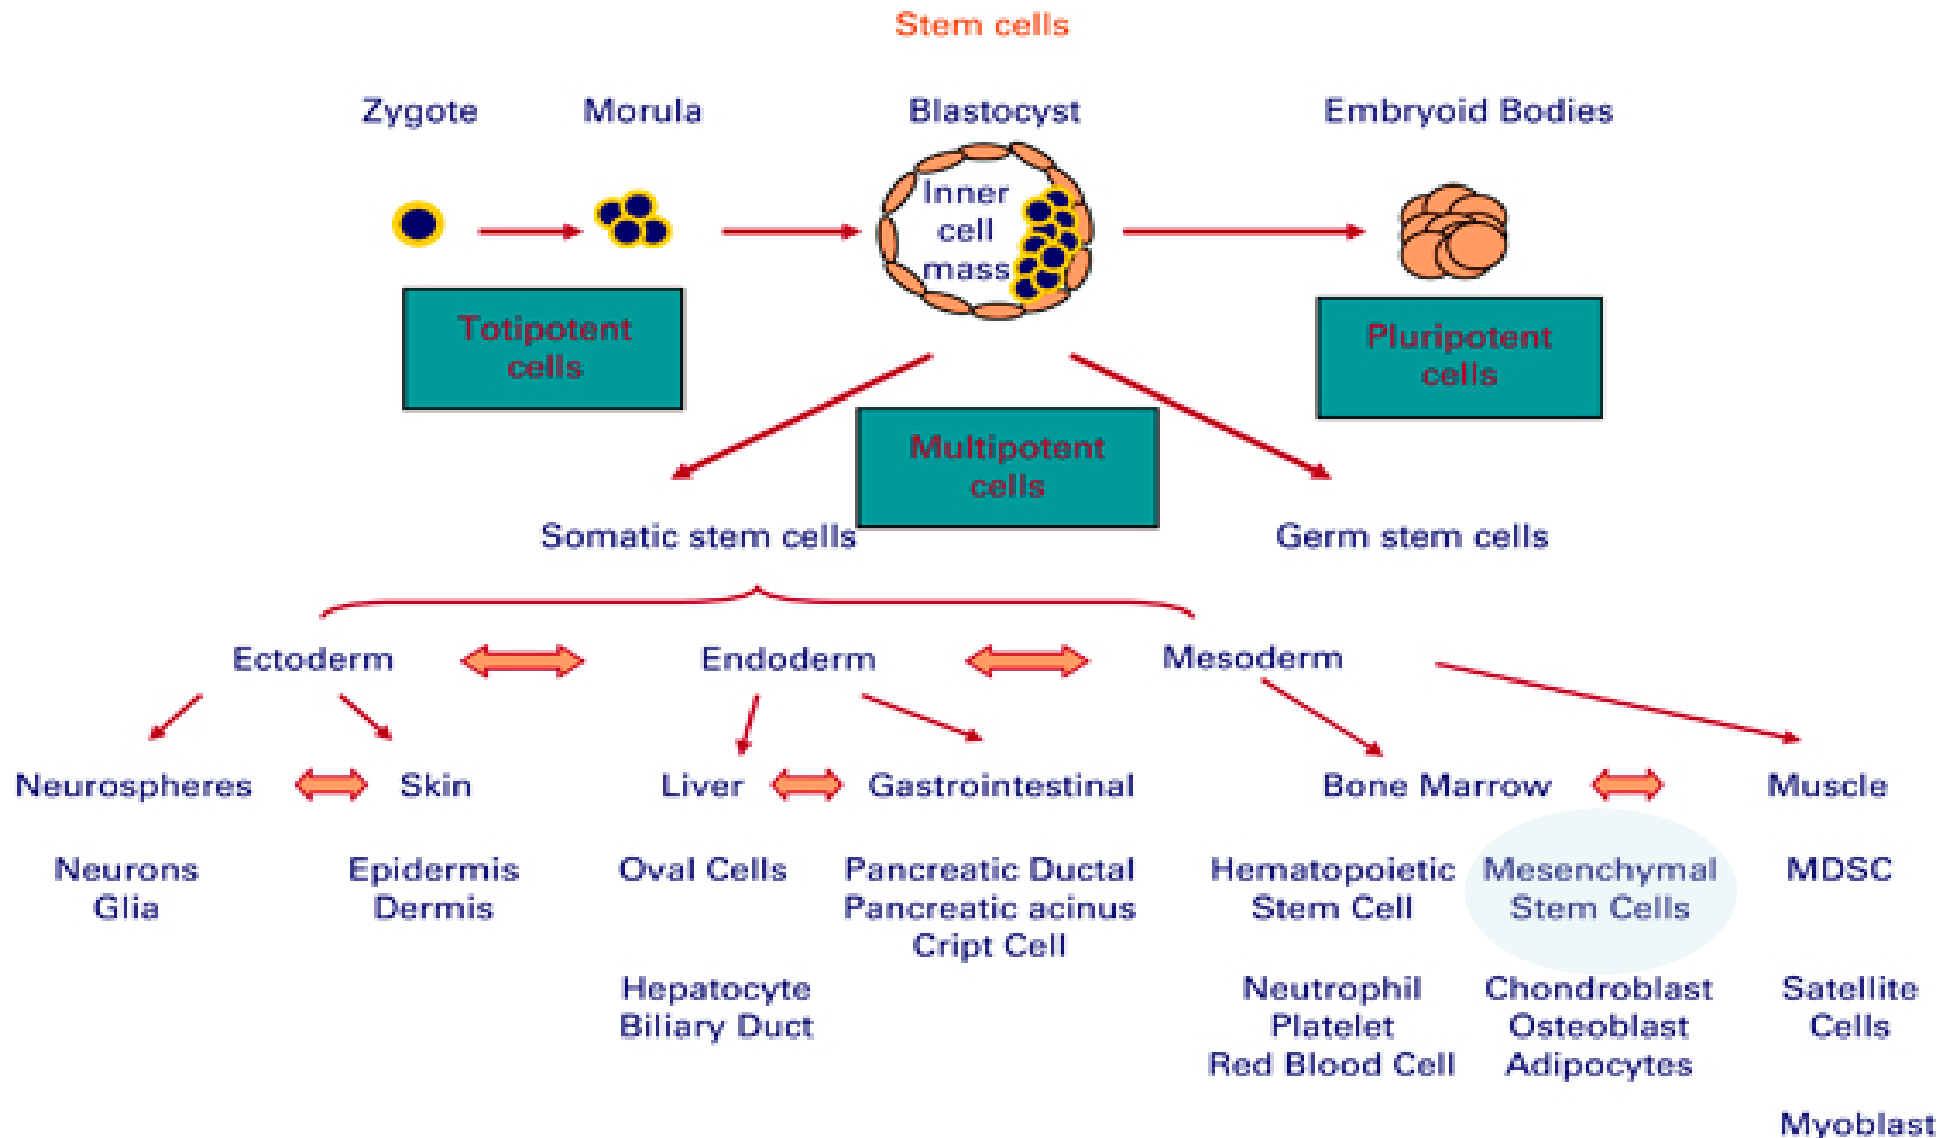 Stem cells
Zygote
Morula
Blastocyst
Embryoid Bodies
Inner
cell
mass
Totipotent
cells
Pluripotent
cells
Multipotent
cells
Somatic stem cells
Germ stem cells
Ectoderm
Endoderm
Mesoderm
Neurospheres
Skin
Liver
Gastrointestinal
Bone Marrow
Muscle
Neurons
Glia
Epidermis
Dermis
Oval Cells
Pancreatic Ductal
Pancreatic acinus
Cript Cell
Hematopoietic
Stem Cell
Mesenchymal
Stem Cells
MDSC
Hepatocyte
Biliary Duct
Neutrophil
Platelet
Red Blood Cell
Chondroblast
Osteoblast
Adipocytes
Satellite
Cells
Myoblast